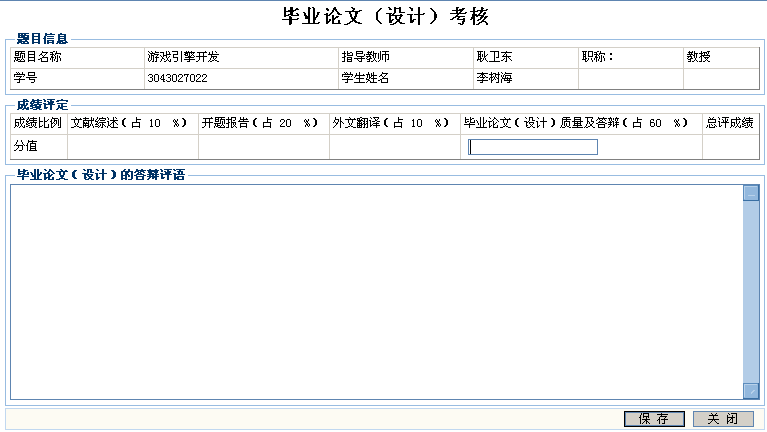 毕业论文（设计）考核
题目信息
题目名称 游戏引擎开发 指导教师 耿卫东 职称： 教授
学号 3043027022 学生姓名 李树海
成绩评定
成绩比例 文献综述（占 10 %） 开题报告（占 20 %） 外文翻译（占 10 %） 毕业论文（设计）质量及答辩（占 60 %） 总评成绩
分值
毕业论文（设计）的答辩评语
保 存 关 闭